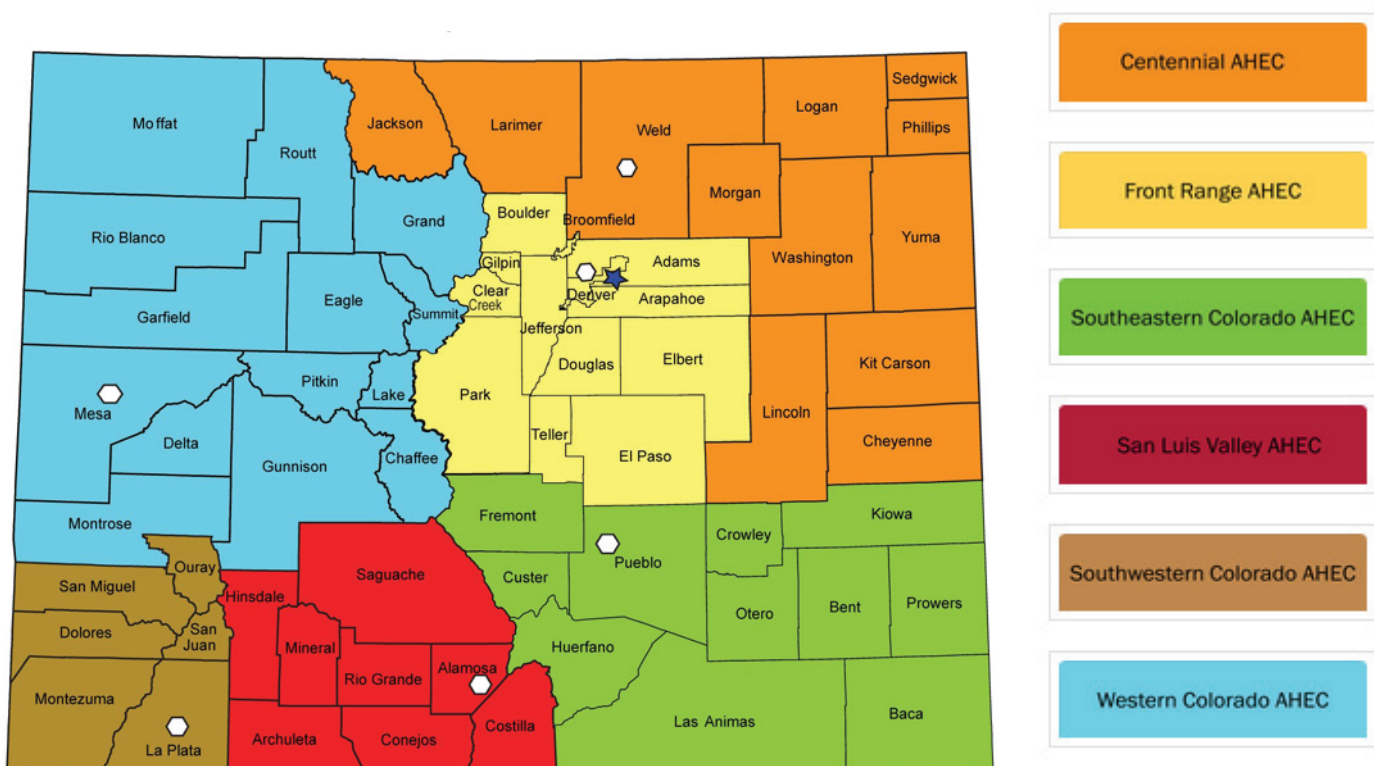 Moffat
Routt
Jackson
Larimer
Weld
Logan
Sedgwick
Phillips
Morgan
Rio Blanco
Grand
Boulder
Broomfield
Washington
Yuma
Garfield
Eagle
Summit
Gilpin
Clear
Creek
Jefferson
Denver
Adams
Arapahoe
Mesa
Pitkin
Lake
Park
Douglas
Elbert
Lincoln
Kit Carson
Cheyenne
Delta
Gunnison
Chaffee
Teller
El Paso
Montrose
Fremont
Crowley
Kiowa
Ouray
San Miguel
Hinsdale
Saguache
Custer
Pueblo
Otero
Bent
Prowers
Dolores
San
Juan
Mineral
Rio Grande
Alamosa
Huerfano
Montezuma
La Plata
Archuleta
Conejos
Costilla
Las Animas
Baca
Centennial AHEC
Front Range AHEC
Southeastern Colorado AHEC
San Luis Valley AHEC
Southwestern Colorado AHEC
Western Colorado AHEC